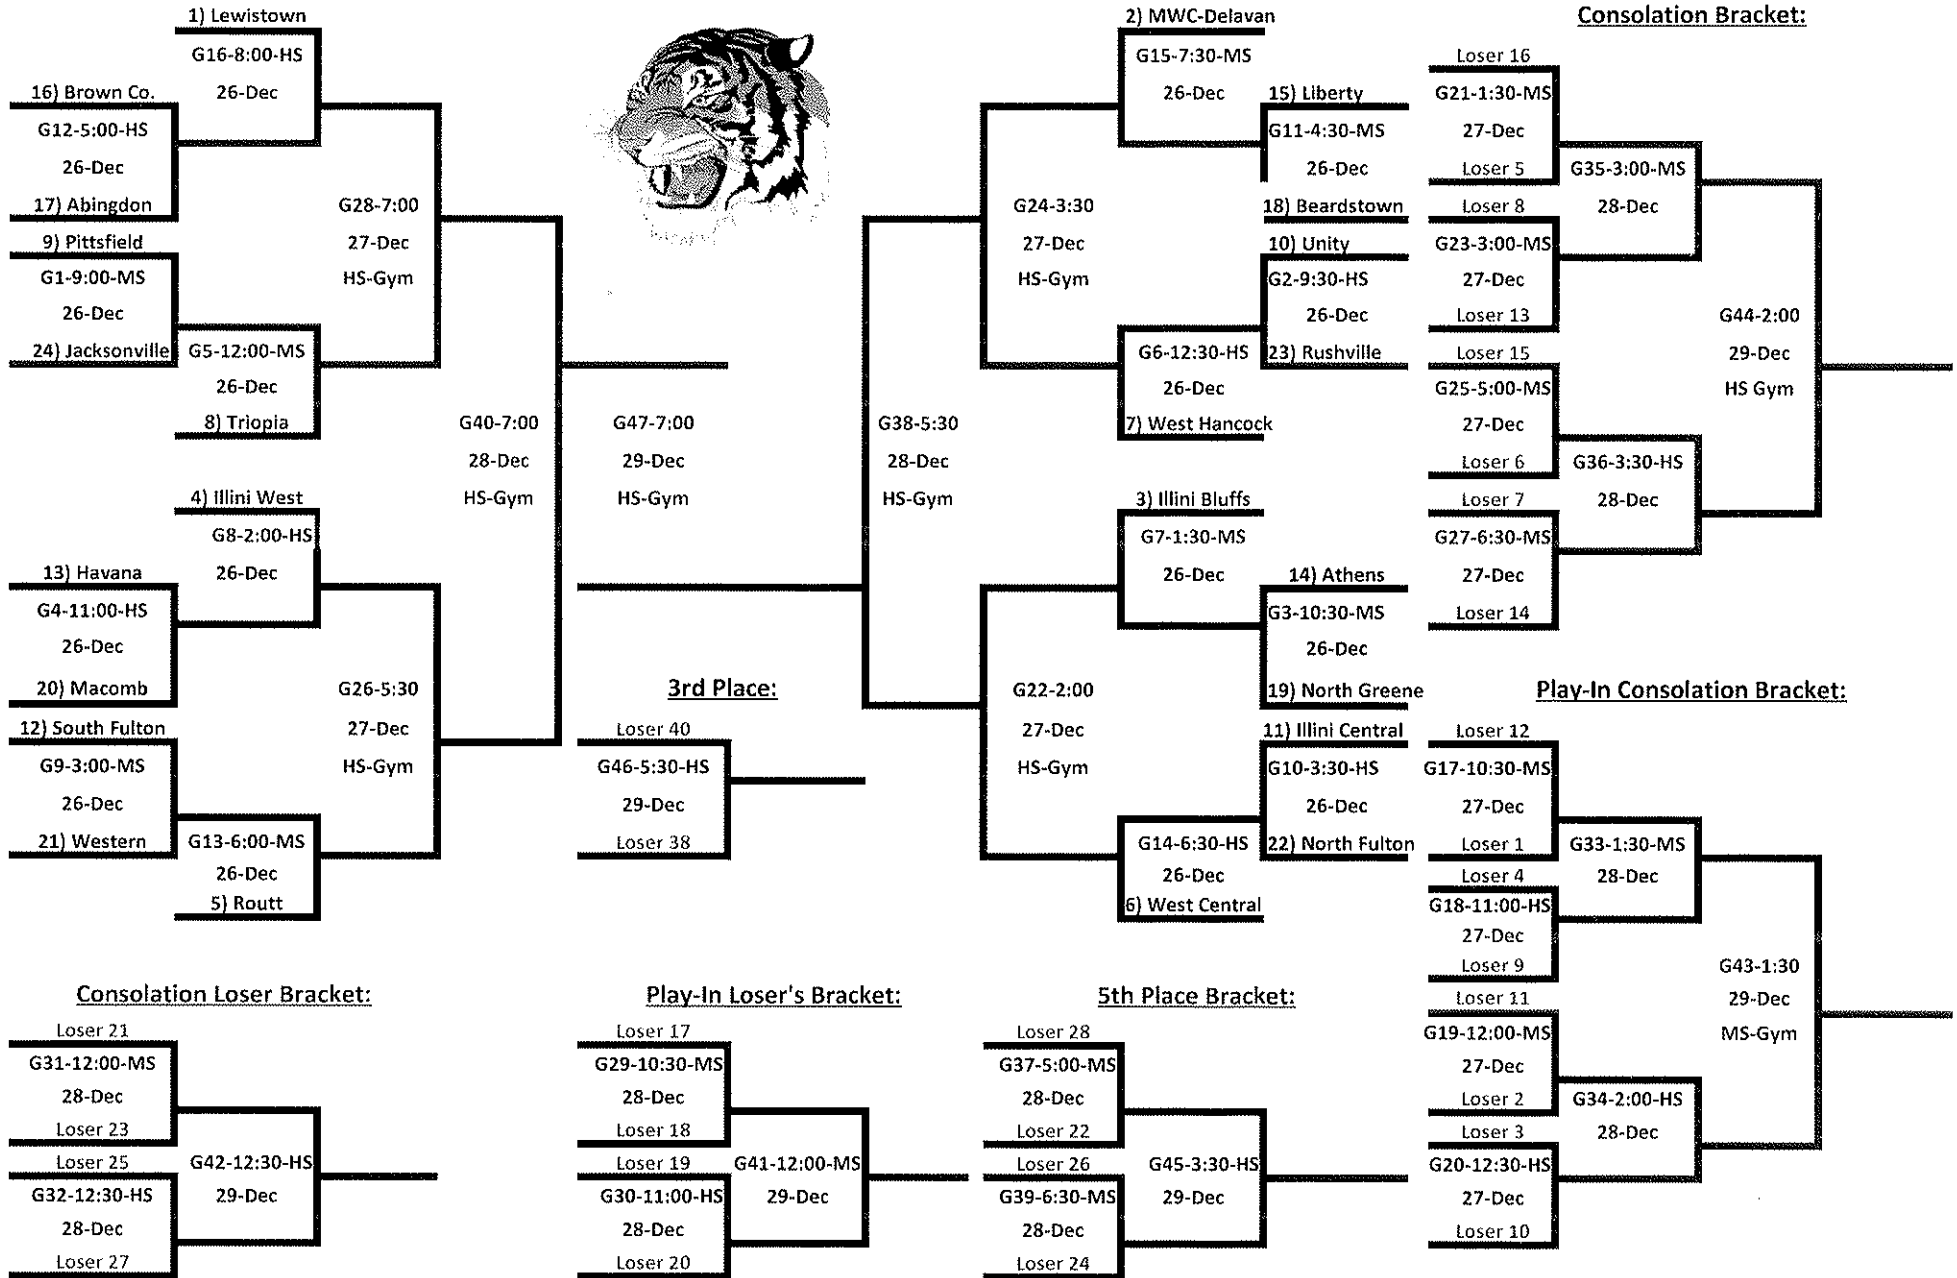 1) Lewistown
G16-8:00-HS
26-Dec
16) Brown Co.
G12-5:00-HS
26-Dec
17) Abingdon
9) Pittsfield
G1-9:00-MS
26-Dec
24) Jacksonville
G5-12:00-MS
26-Dec
8) Triopia
G28-7:00
27-Dec
HS-Gym
4) Illini West
G8-2:00-HS
26-Dec
13) Havana
G4-11:00-HS
26-Dec
20) Macomb
12) South Fulton
G9-3:00-MS
26-Dec
21) Western
G13-6:00-MS
26-Dec
5) Routt
G26-5:30
27-Dec
HS-Gym
G40-7:00
28-Dec
HS-Gym
G47-7:00
29-Dec
HS-Gym
G38-5:30
28-Dec
HS-Gym
3rd Place:
Loser 40
G46-5:30-HS
29-Dec
Loser 38
2) MWC-Delavan
G15-7:30-MS
26-Dec
15) Liberty
G11-4:30-MS
26-Dec
18) Beardstown
G24-3:30
27-Dec
HS-Gym
10) Unity
G2-9:30-HS
26-Dec
23) Rushville
G6-12:30-HS
26-Dec
7) West Hancock
3) Illini Bluffs
G7-1:30-MS
26-Dec
14) Athens
G3-10:30-MS
26-Dec
19) North Greene
G22-2:00
27-Dec
HS-Gym
11) Illini Central
G10-3:30-HS
26-Dec
22) North Fulton
G14-6:30-HS
26-Dec
6) West Central
Consolation Bracket:
Loser 16
G21-1:30-MS
27-Dec
Loser 5
G35-3:00-MS
28-Dec
Loser 8
G23-3:00-MS
27-Dec
Loser 13
G44-2:00
29-Dec
HS Gym
Loser 15
G25-5:00-MS
27-Dec
Loser 6
G36-3:30-HS
28-Dec
Loser 7
G27-6:30-MS
27-Dec
Loser 14
Play-In Consolation Bracket:
Loser 12
G17-10:30-MS
27-Dec
Loser 1
G33-1:30-MS
28-Dec
Loser 4
G18-11:00-HS
27-Dec
Loser 9
G43-1:30
29-Dec
MS-Gym
Loser 11
G19-12:00-MS
27-Dec
Loser 2
G34-2:00-HS
28-Dec
Loser 3
G20-12:30-HS
27-Dec
Loser 10
Consolation Loser Bracket:
Loser 21
G31-12:00-MS
28-Dec
Loser 23
Loser 25
G32-12:30-HS
28-Dec
Loser 27
G42-12:30-HS
29-Dec
Play-In Loser's Bracket:
Loser 17
G29-10:30-MS
28-Dec
Loser 18
Loser 19
G30-11:00-HS
28-Dec
Loser 20
G41-12:00-MS
29-Dec
5th Place Bracket:
Loser 28
G37-5:00-MS
28-Dec
Loser 22
Loser 26
G39-6:30-MS
28-Dec
Loser 24
G45-3:30-HS
29-Dec